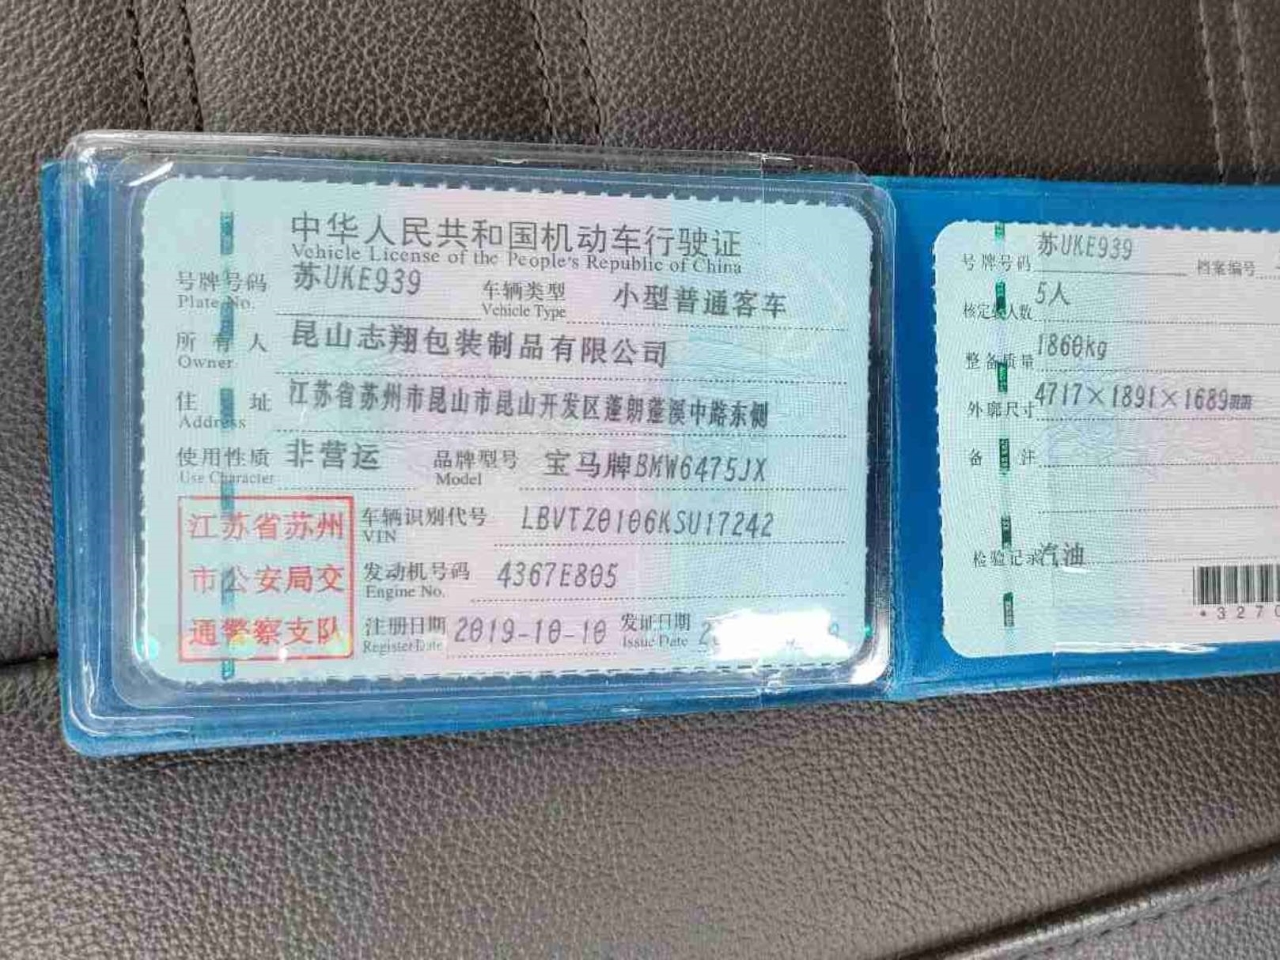 中华人民共和国机动车行驶证
Vehicle License of the People's Republic of China
号牌号码 苏UKE939 车辆类型 小型普通客车
Plate No. Vehicle Type
所有人 昆山志翔包装制品有限公司
Owner
住址 江苏省苏州市昆山市昆山开发区蓬朗蓬溪中路东侧
Address
使用性质 非营运 品牌型号 宝马牌BMW6475JX
Use Character Model
江苏省苏州
市公安局交
通警察支队
车辆识别代号 LBVTZ0106KSU17242
VIN
发动机号码 4367E805
Engine No.
注册日期 2019-10-10 发证日期
Register Date Issue Date
号牌号码 苏UKE939 档案编号
核定载人数 5人
整备质量 1860kg
外廓尺寸 4717×1891×1689mm
备注
检验记录 汽油
*327